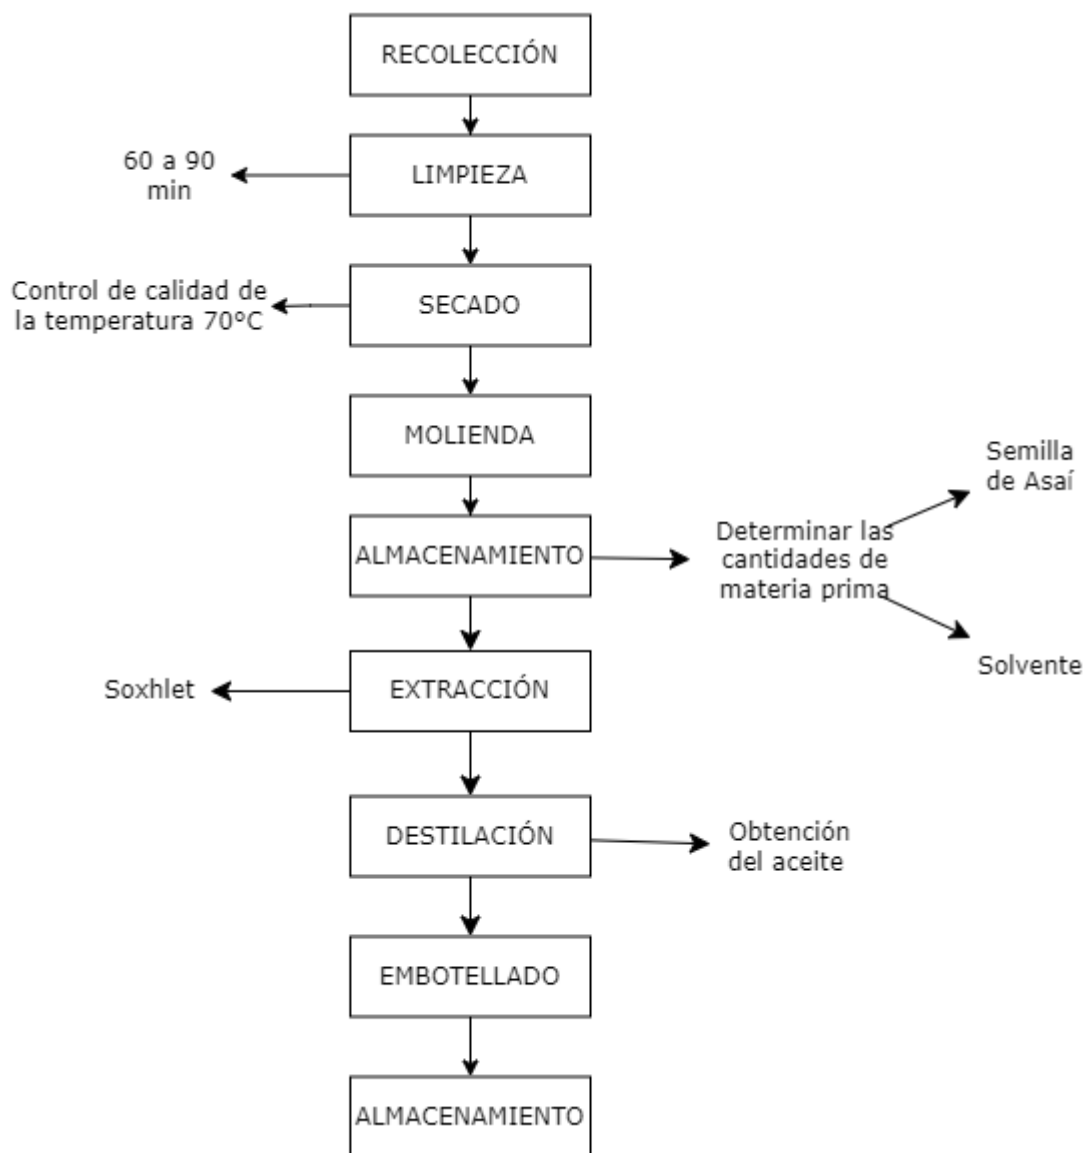 RECOLECCIÓN
60 a 90
min
LIMPIEZA
Control de calidad de
la temperatura 70°C
SECADO
MOLIENDA
Semilla
de Asaí
ALMACENAMIENTO
Determinar las
cantidades de
materia prima
Solvente
Soxhlet
EXTRACCIÓN
DESTILACIÓN
Obtención
del aceite
EMBOTELLADO
ALMACENAMIENTO